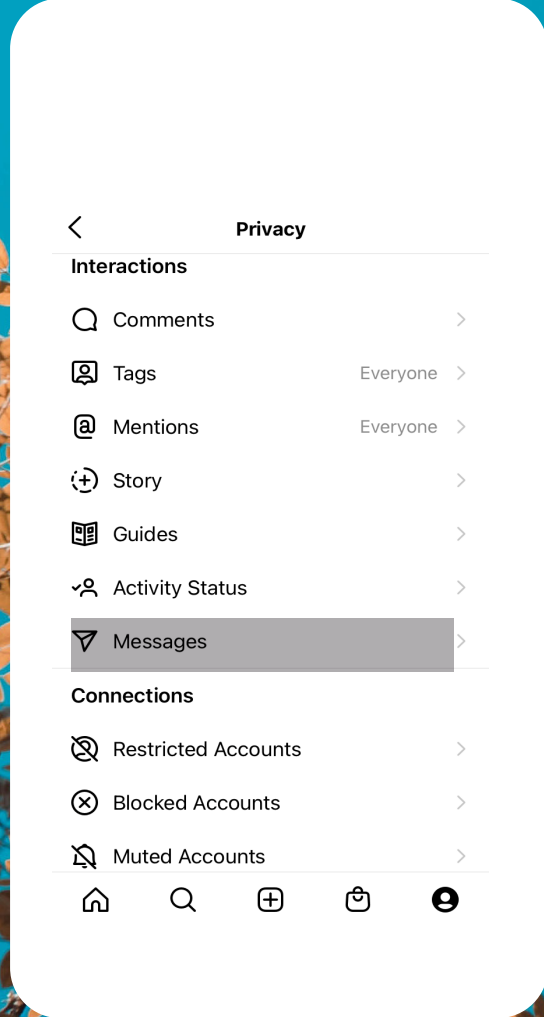 Privacy
Interactions
Comments
Tags Everyone
Mentions Everyone
Story
Guides
Activity Status
Messages
Connections
Restricted Accounts
Blocked Accounts
Muted Accounts